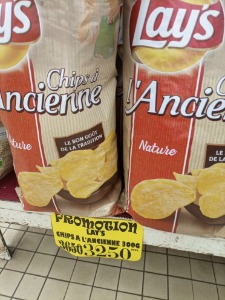 Lay's
Lay's
Chips à
l'Ancienne
Ancienne
LE BON GOÛT
DE LA TRADITION
Nature
Nature
PROMOTION
LAY'S
CHIPS A L'ANCIENNE 300G
3650 3250